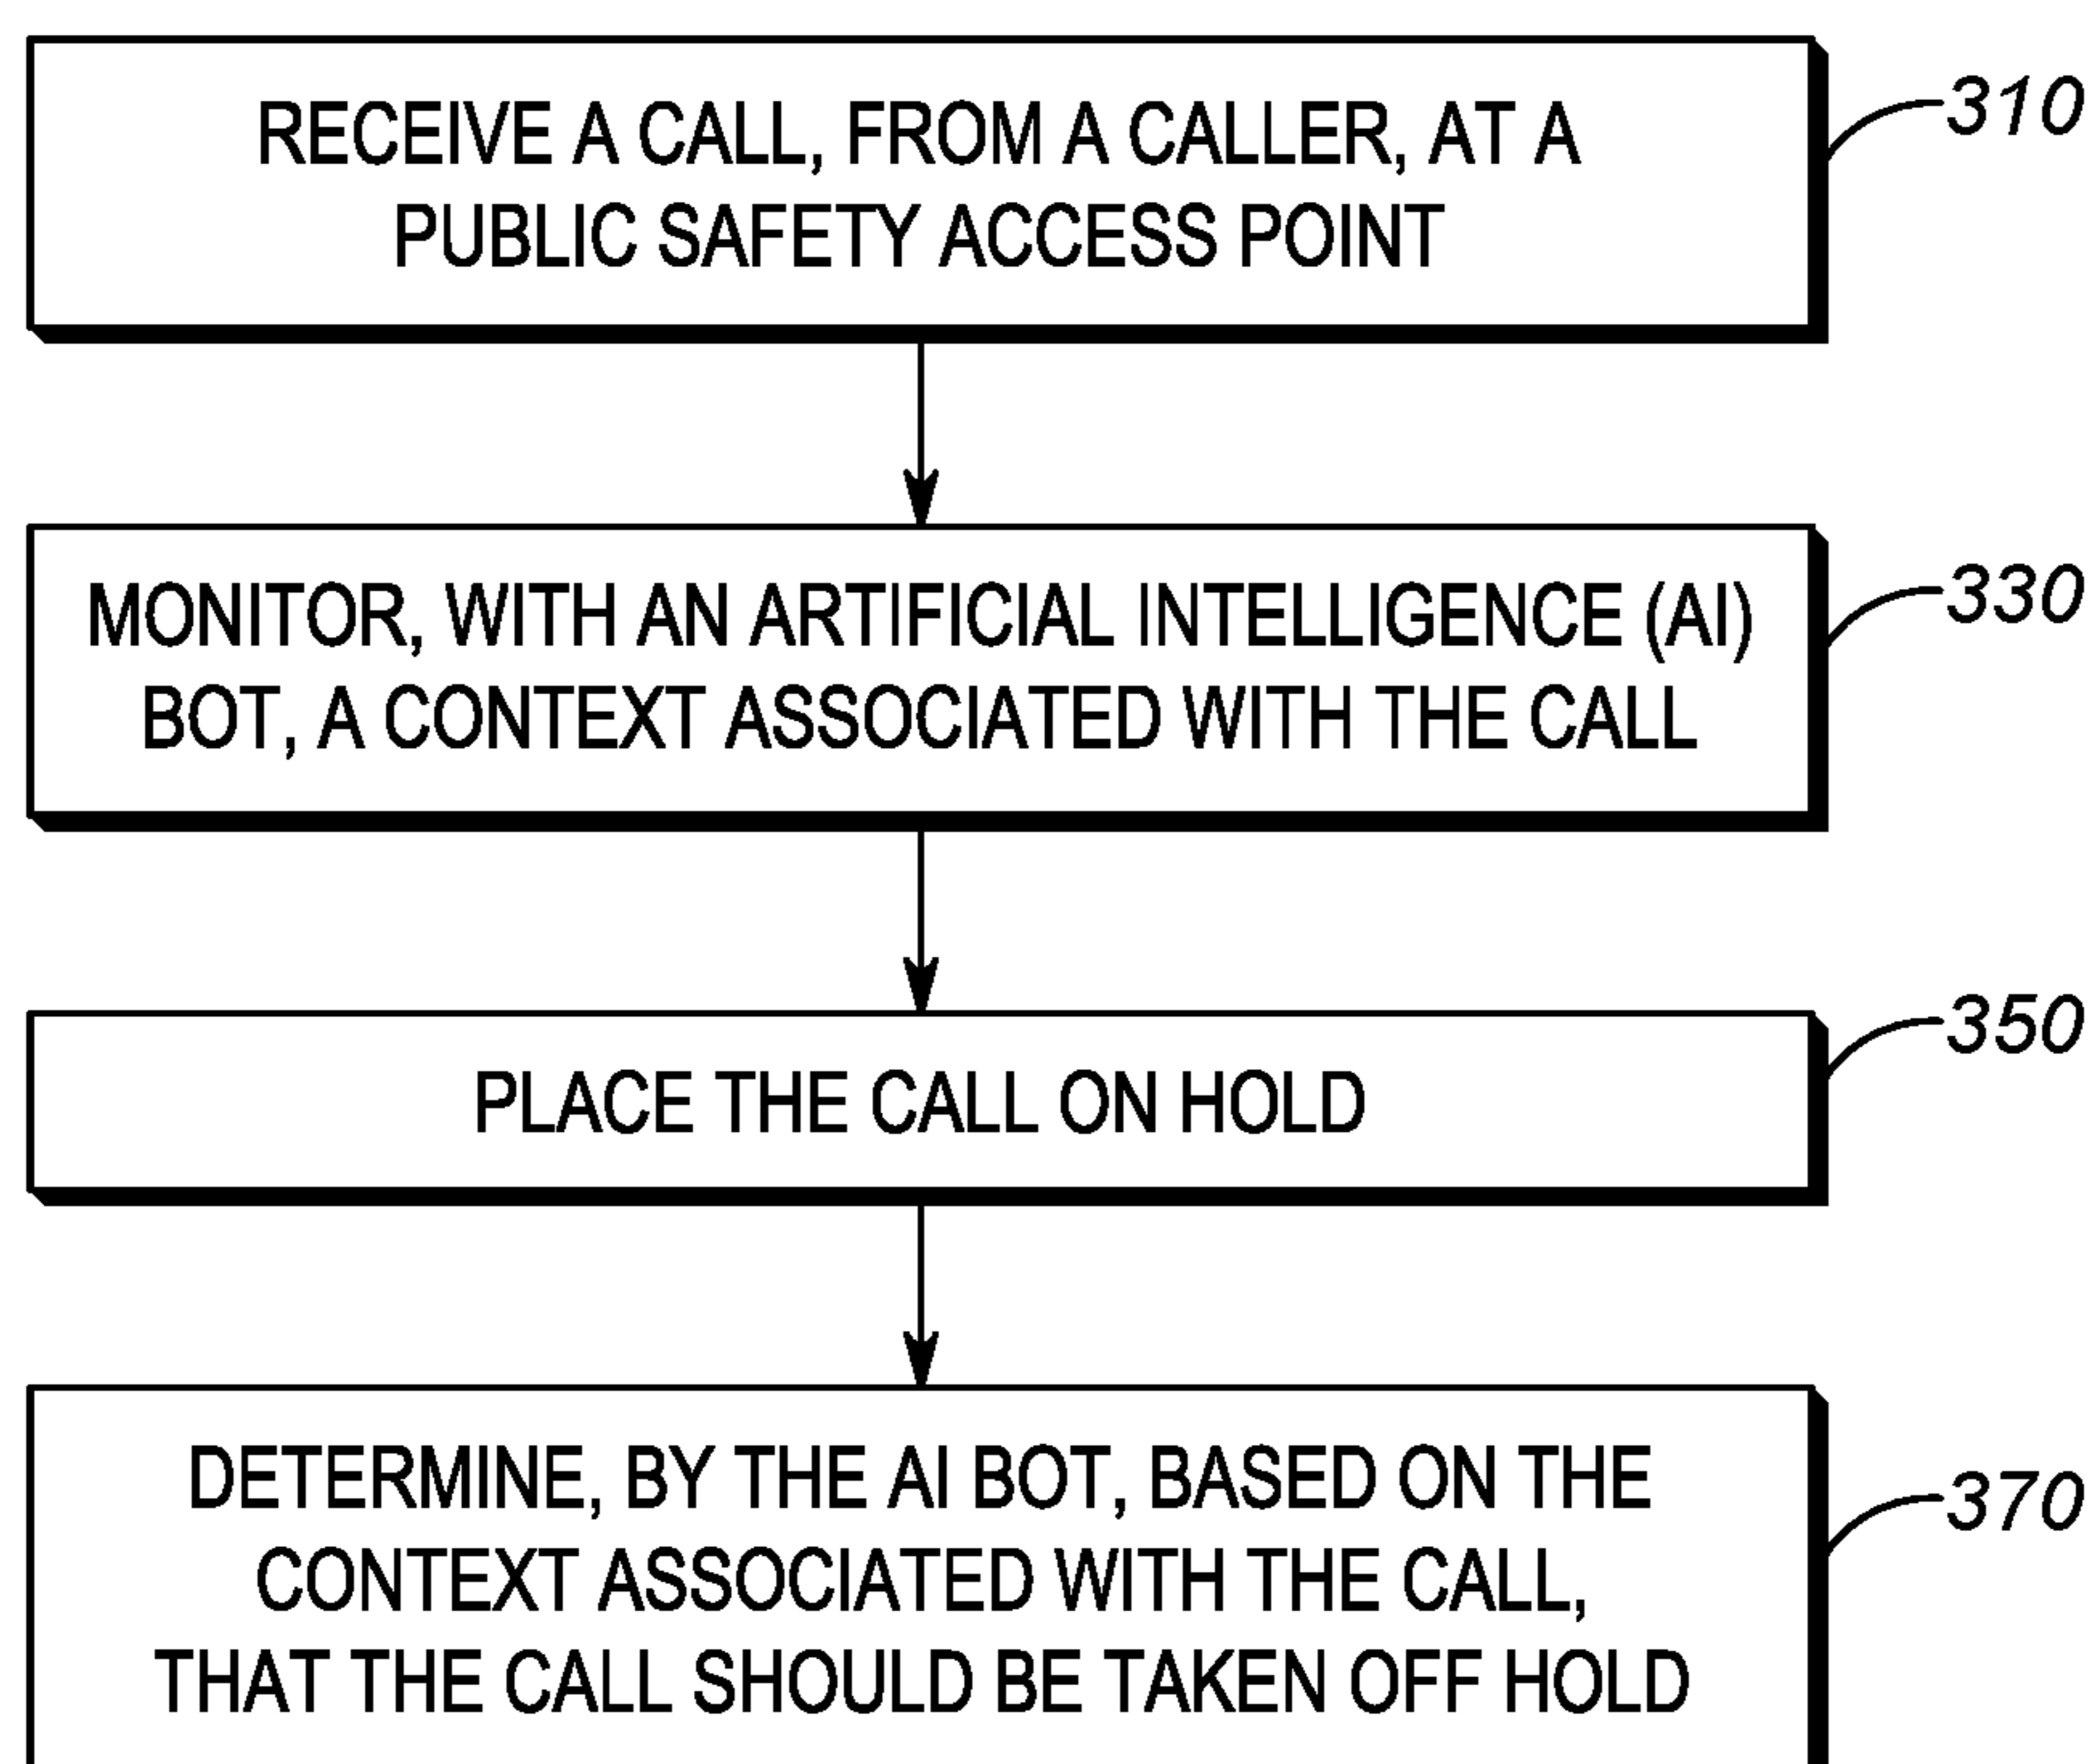 RECEIVE A CALL, FROM A CALLER, AT A
PUBLIC SAFETY ACCESS POINT
310
MONITOR, WITH AN ARTIFICIAL INTELLIGENCE (AI)
BOT, A CONTEXT ASSOCIATED WITH THE CALL
330
PLACE THE CALL ON HOLD
350
DETERMINE, BY THE AI BOT, BASED ON THE
CONTEXT ASSOCIATED WITH THE CALL,
THAT THE CALL SHOULD BE TAKEN OFF HOLD
370